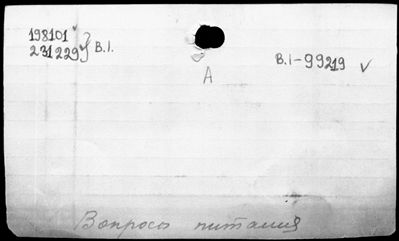 198101 ✓
231229 ✓ } B.I.
B.I-99219 ✓
A
Вопросы питания